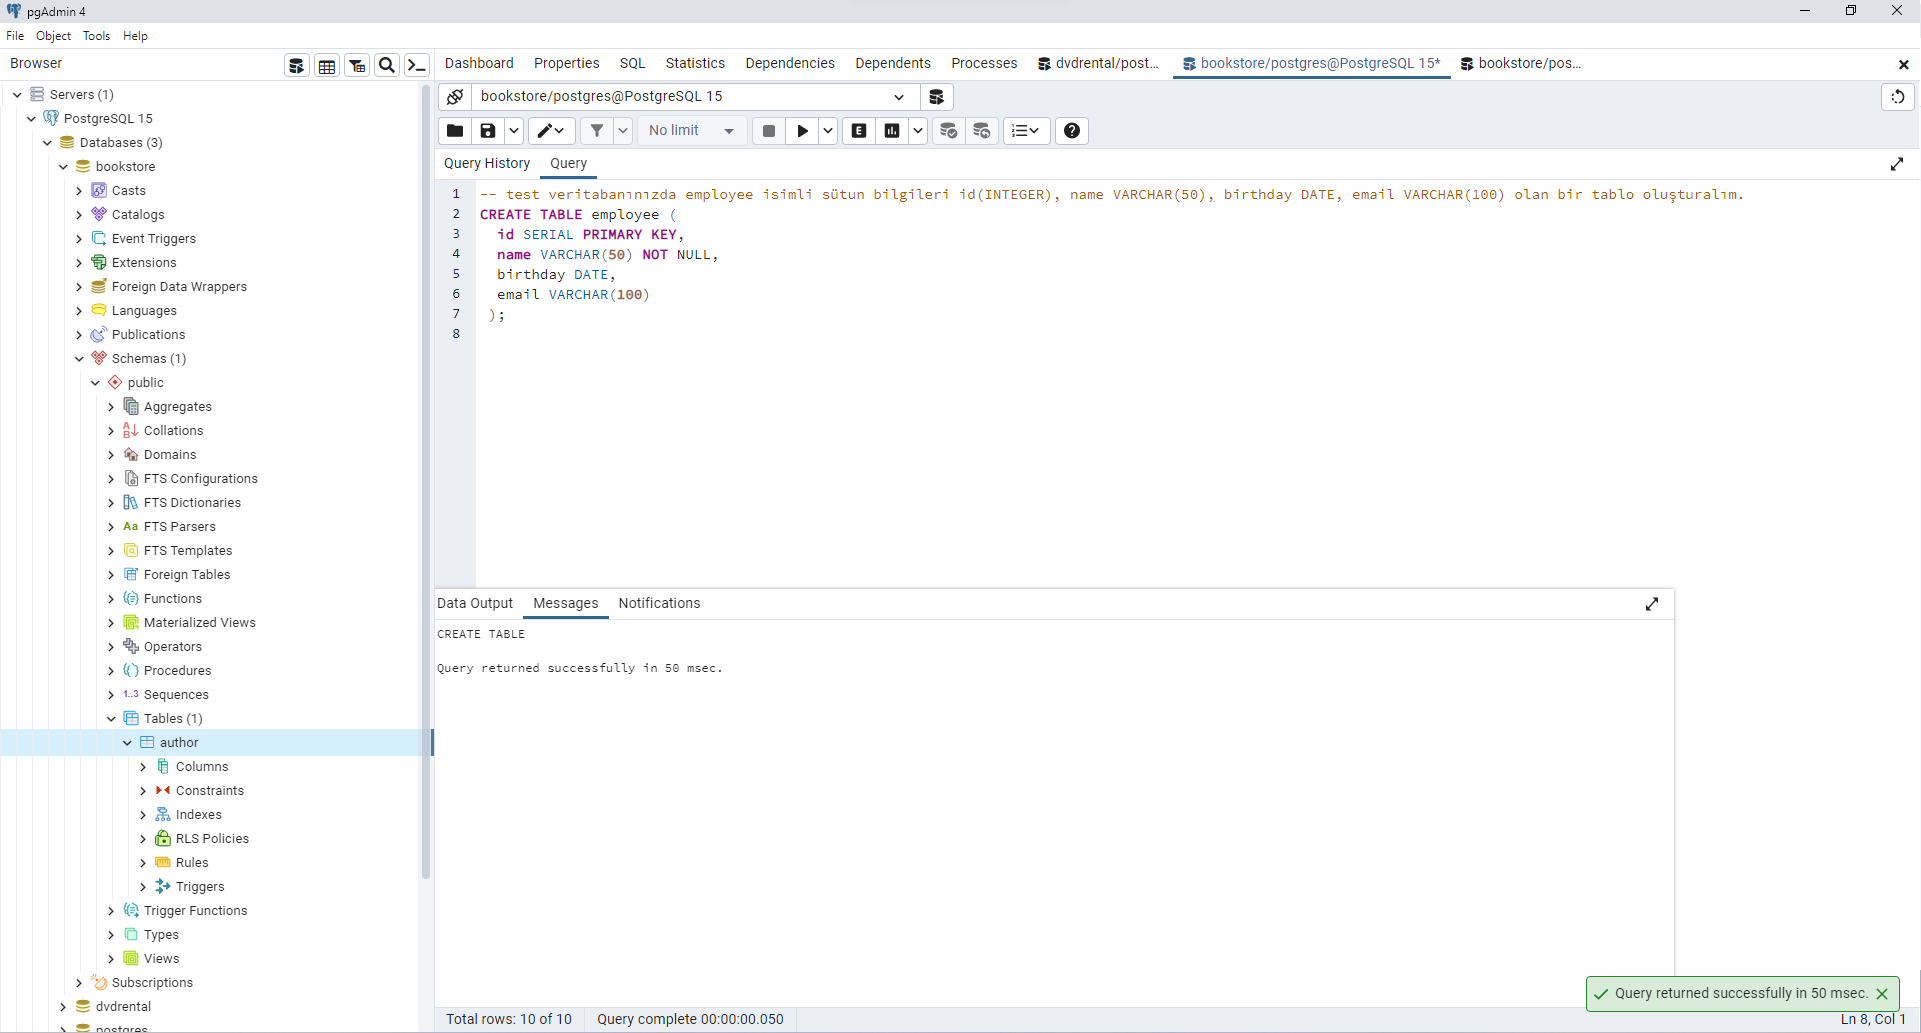 pgAdmin 4
File Object Tools Help
Browser
Dashboard Properties SQL Statistics Dependencies Dependents Processes dvdrental/post... bookstore/postgres@PostgreSQL 15* bookstore/pos...
Servers (1)
PostgreSQL 15
Databases (3)
bookstore
Casts
Catalogs
Event Triggers
Extensions
Foreign Data Wrappers
Languages
Publications
Schemas (1)
public
Aggregates
Collations
Domains
FTS Configurations
FTS Dictionaries
Aa FTS Parsers
FTS Templates
Foreign Tables
Functions
Materialized Views
Operators
Procedures
1..3 Sequences
Tables (1)
author
Columns
Constraints
Indexes
RLS Policies
Rules
Triggers
Trigger Functions
Types
Views
Subscriptions
dvdrental
postgres
bookstore/postgres@PostgreSQL 15
No limit
E
Query History Query
1 -- test veritabanınızda employee isimli sütun bilgileri id(INTEGER), name VARCHAR(50), birthday DATE, email VARCHAR(100) olan bir tablo oluşturalım.
2 CREATE TABLE employee (
3 id SERIAL PRIMARY KEY,
4 name VARCHAR(50) NOT NULL,
5 birthday DATE,
6 email VARCHAR(100)
7 );
8
Data Output Messages Notifications
CREATE TABLE
Query returned successfully in 50 msec.
Query returned successfully in 50 msec.
Total rows: 10 of 10 Query complete 00:00:00.050 Ln 8, Col 1